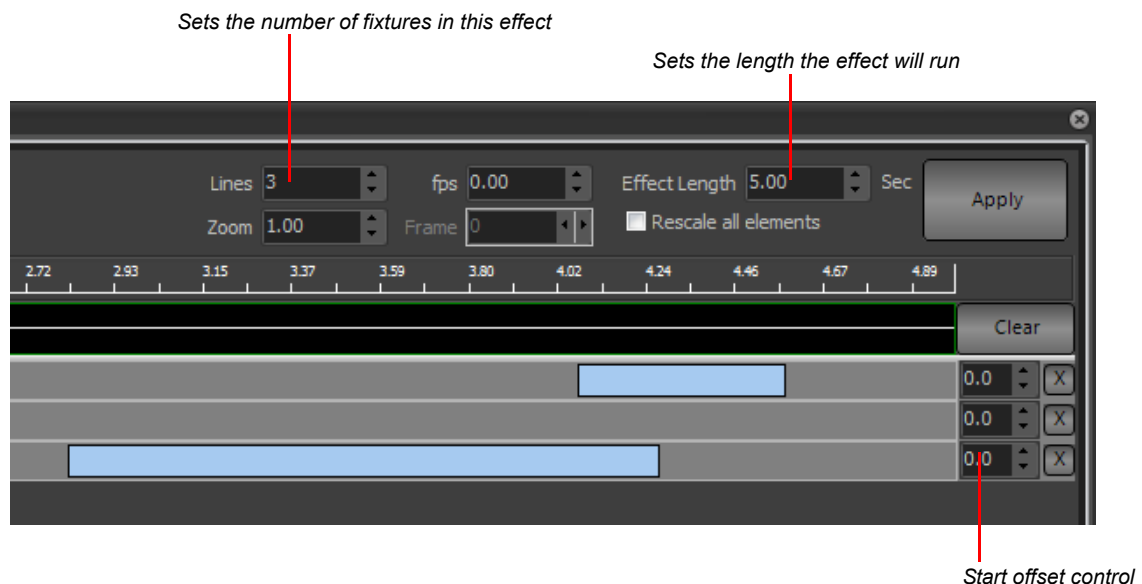 Sets the number of fixtures in this effect
Sets the length the effect will run
Lines 3 fps 0.00 Effect Length 5.00 Sec Apply
Zoom 1.00 Frame 0 Rescale all elements
2.72 2.93 3.15 3.37 3.59 3.80 4.02 4.24 4.46 4.67 4.89
Clear
0.0 X
0.0 X
0.0 X
Start offset control